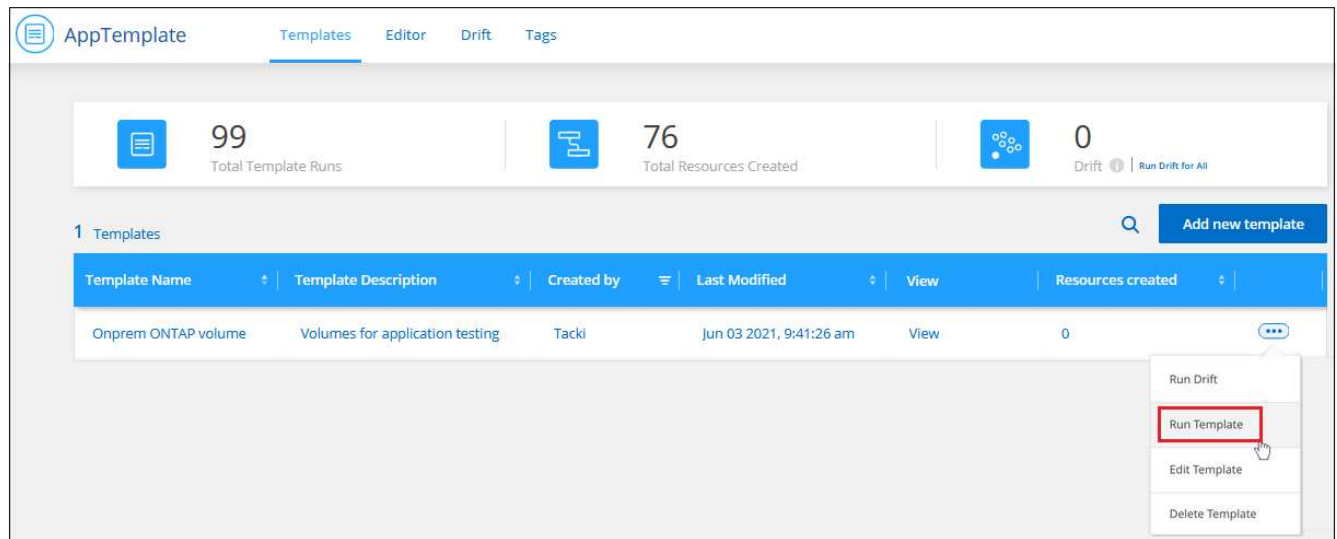 AppTemplate Templates Editor Drift Tags
99 76 0
Total Template Runs Total Resources Created Drift Run Drift for All
1 Templates Add new template
Template Name Template Description Created by Last Modified View Resources created
Onprem ONTAP volume Volumes for application testing Tacki Jun 03 2021, 9:41:26 am View 0
Run Drift
Run Template
Edit Template
Delete Template